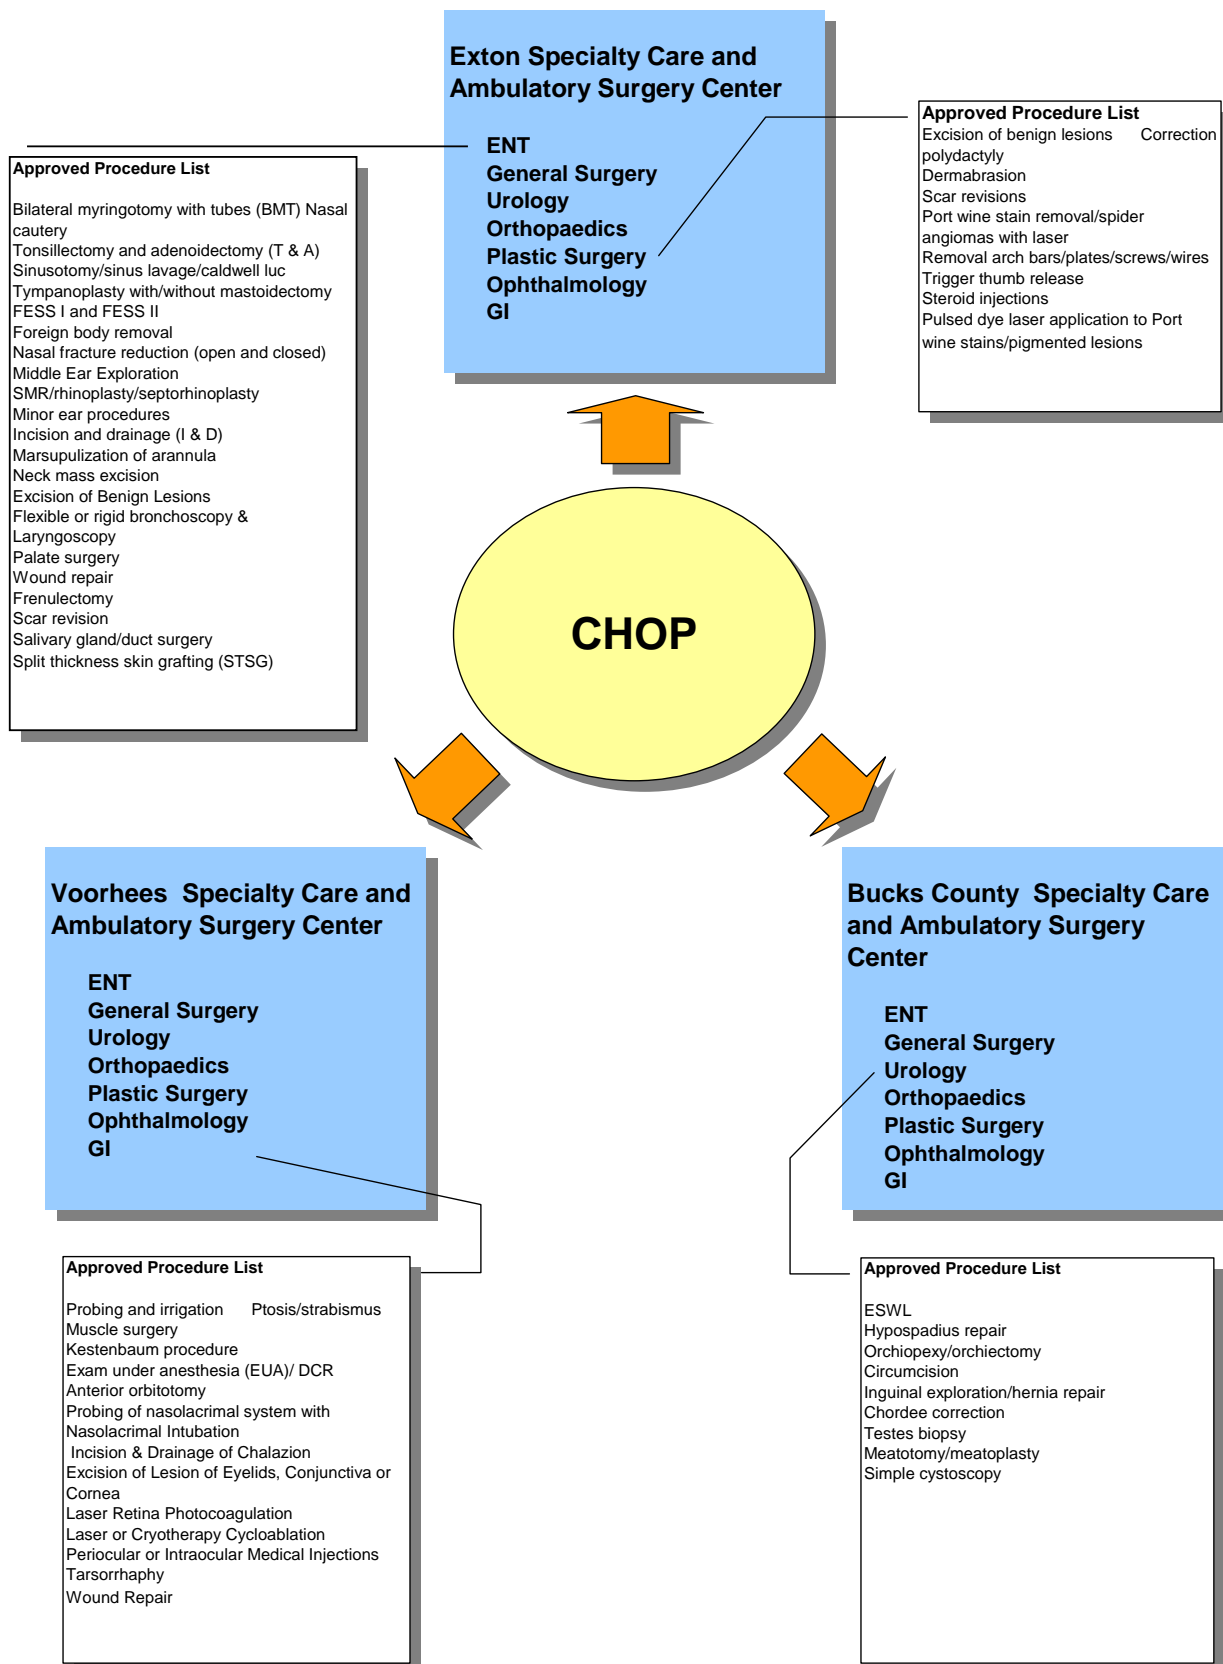 Exton Specialty Care and
Ambulatory Surgery Center
ENT
General Surgery
Urology
Orthopaedics
Plastic Surgery
Ophthalmology
GI
Approved Procedure List
Excision of benign lesions Correction
polydactyly
Dermabrasion
Scar revisions
Port wine stain removal/spider
angiomas with laser
Removal arch bars/plates/screws/wires
Trigger thumb release
Steroid injections
Pulsed dye laser application to Port
wine stains/pigmented lesions
Approved Procedure List
Bilateral myringotomy with tubes (BMT) Nasal
cautery
Tonsillectomy and adenoidectomy (T & A)
Sinusotomy/sinus lavage/caldwell luc
Tympanoplasty with/without mastoidectomy
FESS I and FESS II
Foreign body removal
Nasal fracture reduction (open and closed)
Middle Ear Exploration
SMR/rhinoplasty/septorhinoplasty
Minor ear procedures
Incision and drainage (I & D)
Marsupulization of arannula
Neck mass excision
Excision of Benign Lesions
Flexible or rigid bronchoscopy &
Laryngoscopy
Palate surgery
Wound repair
Frenulectomy
Scar revision
Salivary gland/duct surgery
Split thickness skin grafting (STSG)
CHOP
Voorhees Specialty Care and
Ambulatory Surgery Center
ENT
General Surgery
Urology
Orthopaedics
Plastic Surgery
Ophthalmology
GI
Bucks County Specialty Care
and Ambulatory Surgery
Center
ENT
General Surgery
Urology
Orthopaedics
Plastic Surgery
Ophthalmology
GI
Approved Procedure List
Probing and irrigation Ptosis/strabismus
Muscle surgery
Kestenbaum procedure
Exam under anesthesia (EUA)/ DCR
Anterior orbitotomy
Probing of nasolacrimal system with
Nasolacrimal Intubation
Incision & Drainage of Chalazion
Excision of Lesion of Eyelids, Conjunctiva or
Cornea
Laser Retina Photocoagulation
Laser or Cryotherapy Cycloablation
Periocular or Intraocular Medical Injections
Tarsorrhaphy
Wound Repair
Approved Procedure List
ESWL
Hypospadius repair
Orchiopexy/orchiectomy
Circumcision
Inguinal exploration/hernia repair
Chordee correction
Testes biopsy
Meatotomy/meatoplasty
Simple cystoscopy